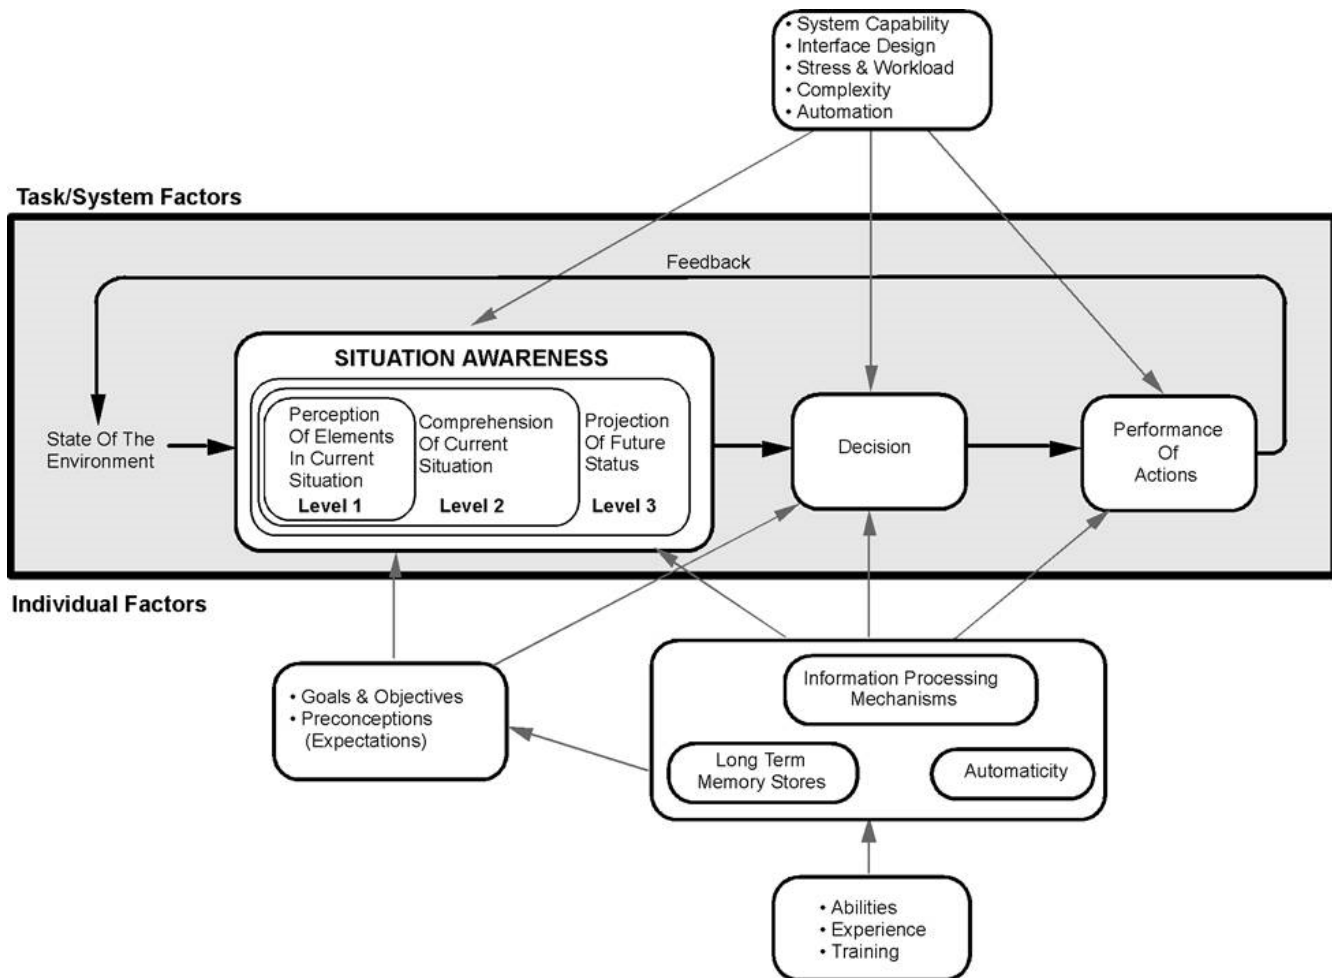 • System Capability
• Interface Design
• Stress & Workload
• Complexity
• Automation
Task/System Factors
Feedback
SITUATION AWARENESS
Perception
Of Elements
In Current
Situation
Level 1
Comprehension
Of Current
Situation
Level 2
Projection
Of Future
Status
Level 3
State Of The
Environment
Decision
Performance
Of
Actions
Individual Factors
• Goals & Objectives
• Preconceptions
(Expectations)
Information Processing
Mechanisms
Long Term
Memory Stores
Automaticity
• Abilities
• Experience
• Training